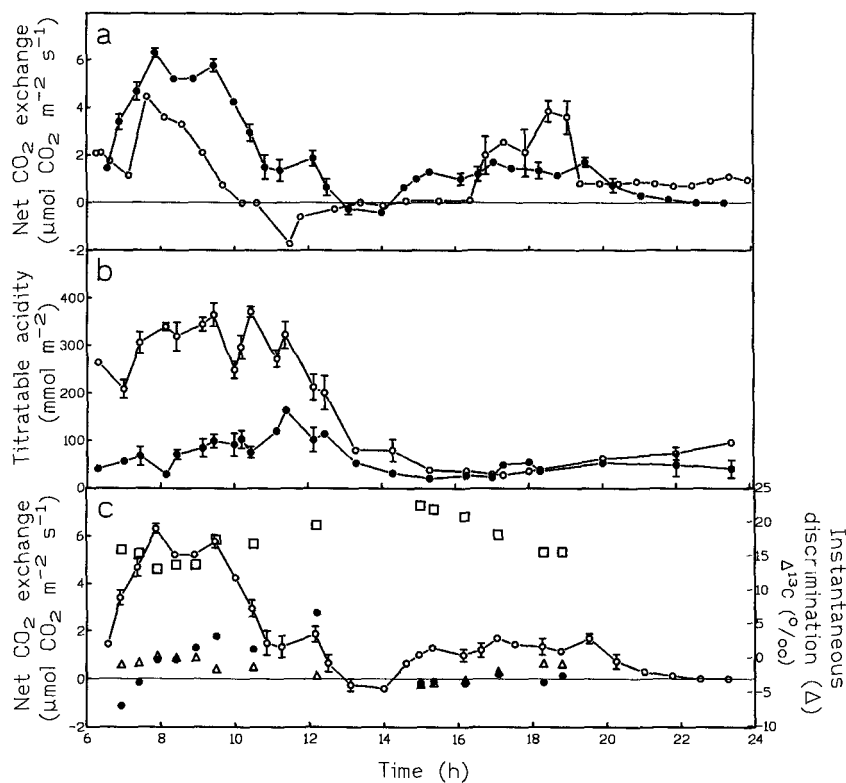 a
Net CO₂ exchange
(μmol CO₂ m⁻² s⁻¹)
6
4
2
0
-2
b
Titratable acidity
(mmol m⁻²)
400
300
200
100
0
c
Net CO₂ exchange
(μmol CO₂ m⁻² s⁻¹)
6
4
2
0
-2
25
20
15
10
5
0
-5
-10
Instantaneous
discrimination (Δ)
Δ¹³C (°/oo)
6 8 10 12 14 16 18 20 22 24
Time (h)